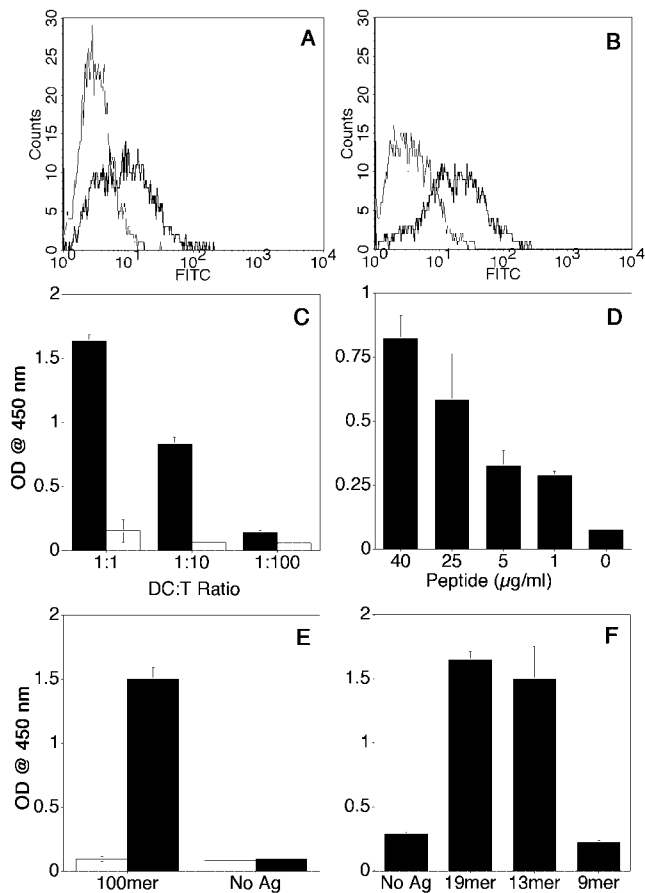 A
30
25
20
15
10
5
0
Counts
10⁰ 10¹ 10² 10³ 10⁴
FITC
B
30
25
20
15
10
5
0
Counts
10⁰ 10¹ 10² 10³ 10⁴
FITC
C
2
1.5
1
0.5
0
OD @ 450 nm
1:1 1:10 1:100
DC:T Ratio
D
1
0.75
0.5
0.25
0
40 25 5 1 0
Peptide (µg/ml)
E
2
1.5
1
0.5
0
OD @ 450 nm
100mer No Ag
F
2
1.5
1
0.5
0
No Ag 19mer 13mer 9mer